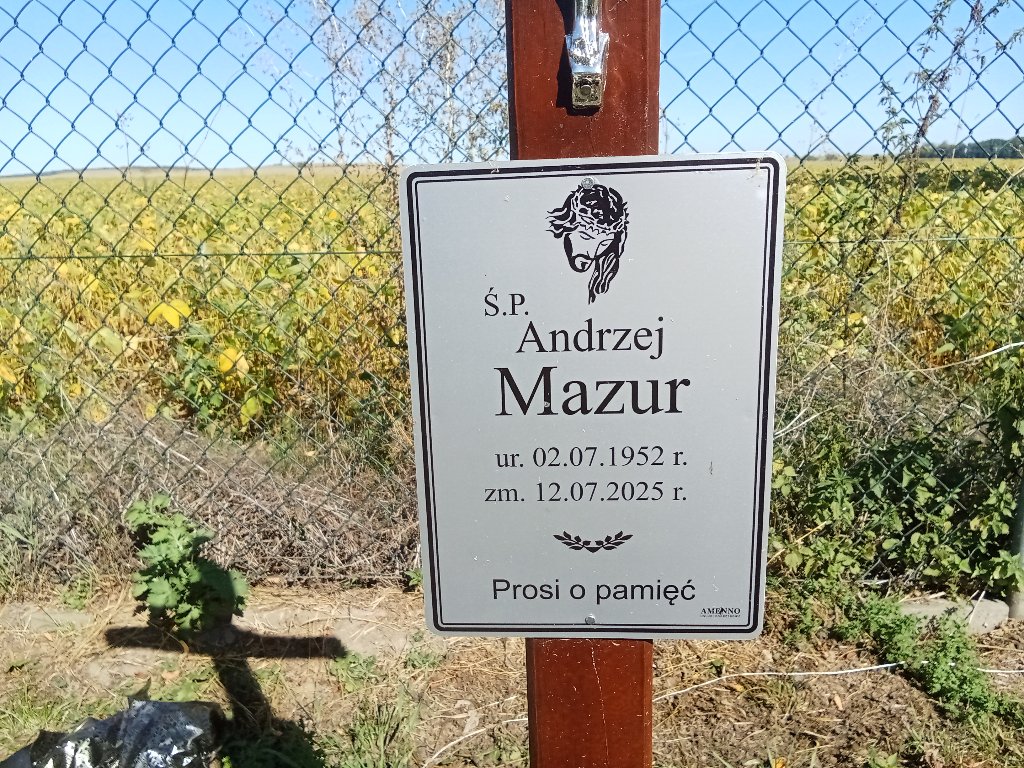 Ś.P.
Andrzej
Mazur
ur. 02.07.1952 r.
zm. 12.07.2025 r.
Prosi o pamięć
AMENNO